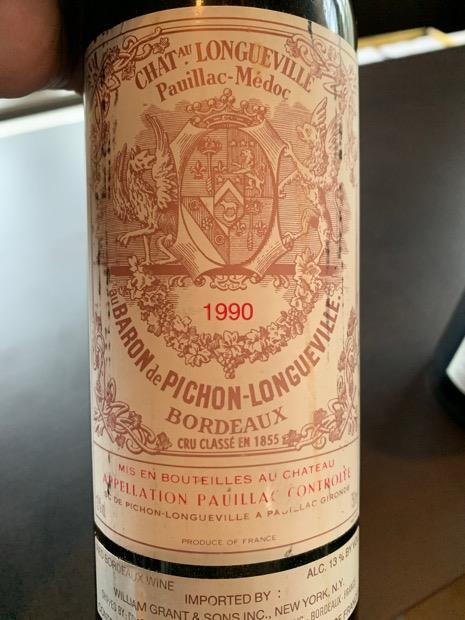 CHAT.AU LONGUEVILLE
Pauillac-Médoc
1990
DU BARON de PICHON-LONGUEVILLE.
BORDEAUX
CRU CLASSÉ EN 1855
MIS EN BOUTEILLES AU CHATEAU
APPELLATION PAUILLAC CONTROLÉE
DE PICHON-LONGUEVILLE A PAUILLAC GIRONDE
PRODUCE OF FRANCE
BORDEAUX WINE
ALC. 13 % BY
IMPORTED BY :
WILLIAM GRANT & SONS INC., NEW YORK, N.Y.
BORDEAUX - FRANCE